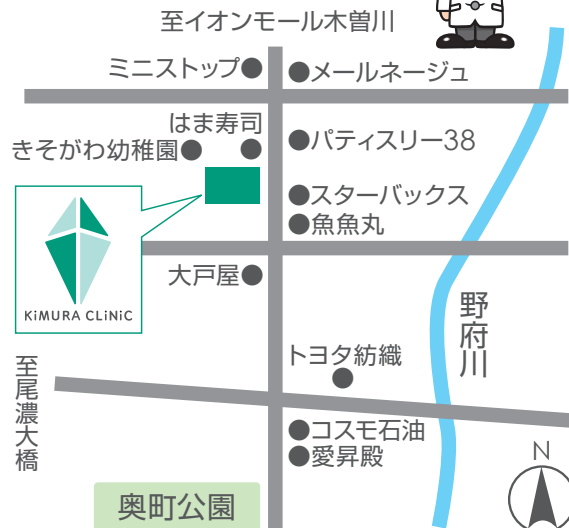 至イオンモール木曽川
ミニストップ
メールネージュ
はま寿司
パティスリー38
きそがわ幼稚園
スターバックス
魚魚丸
大戸屋
KiMURA CLiNiC
野府川
トヨタ紡織
至尾濃大橋
コスモ石油
愛昇殿
N
奥町公園